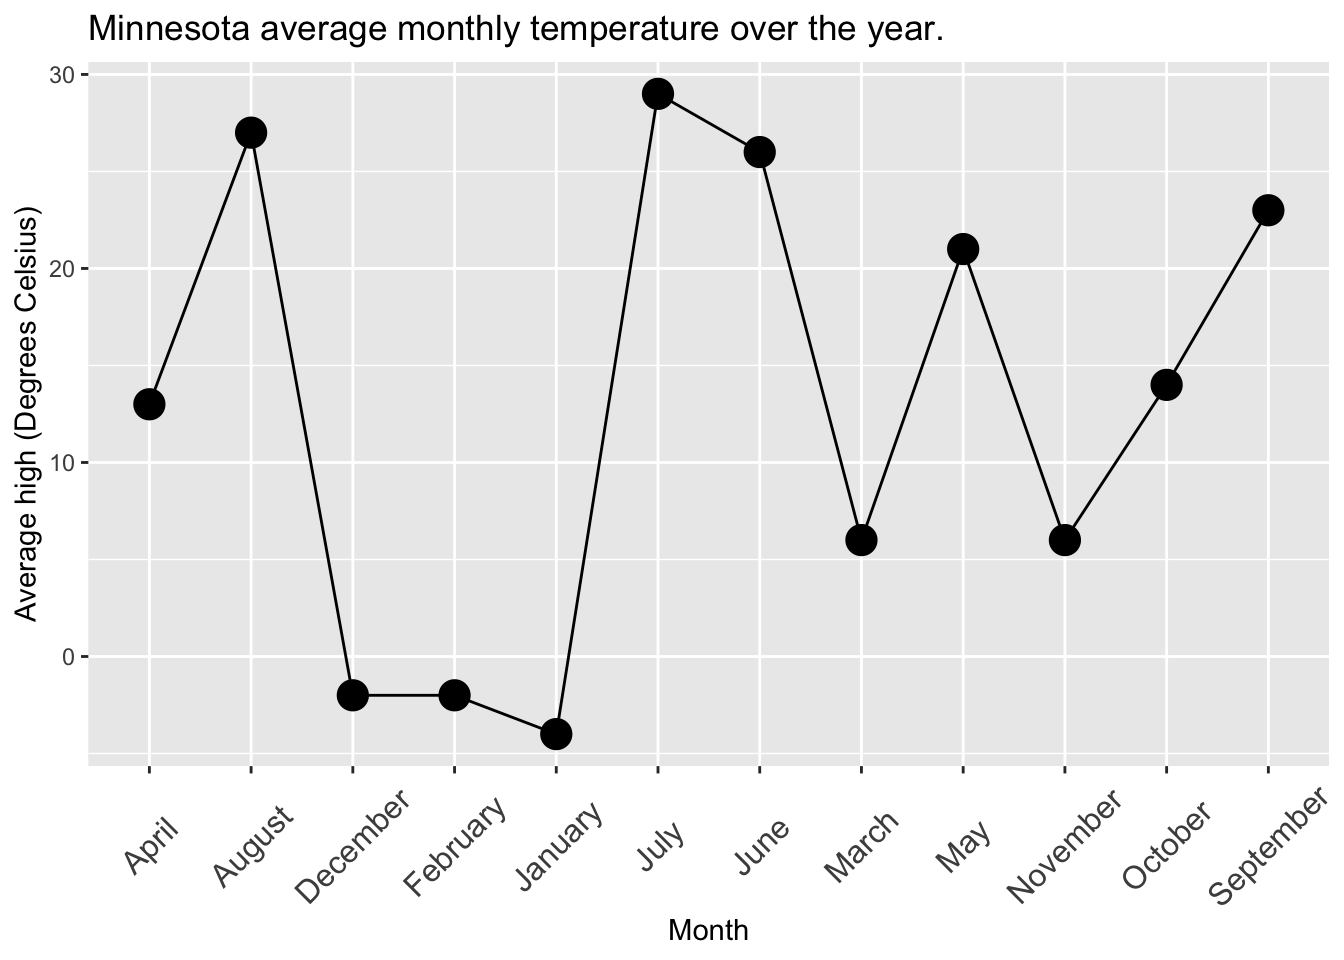 Minnesota average monthly temperature over the year.
Average high (Degrees Celsius)
30
20
10
0
April
August
December
February
January
July
June
March
May
November
October
September
Month